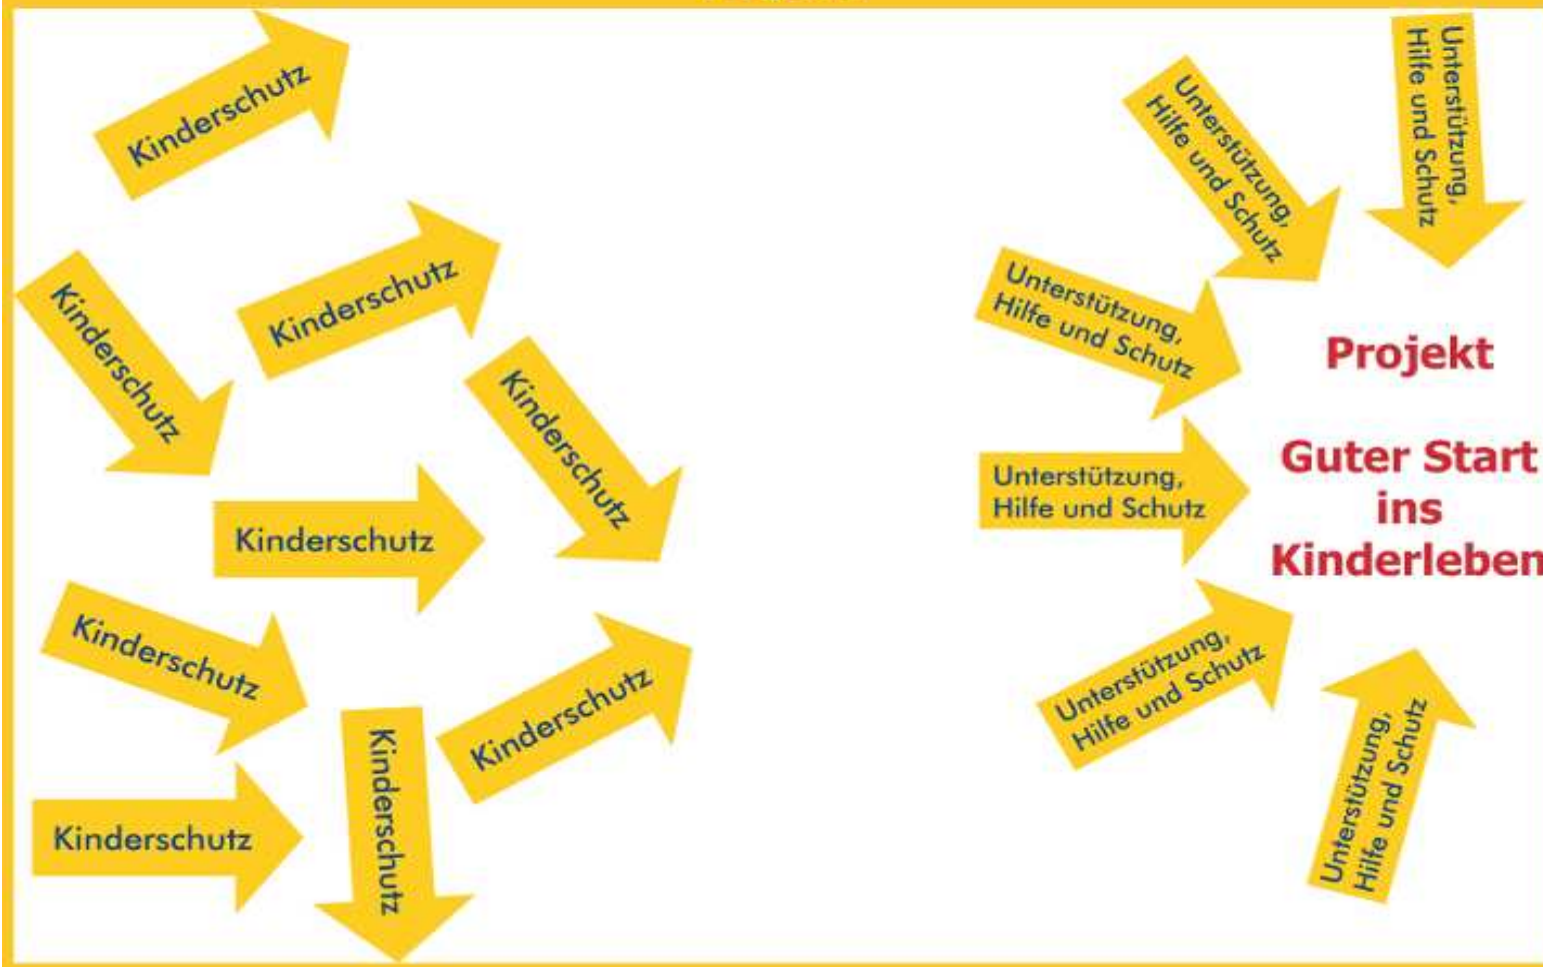 Kinderschutz
Kinderschutz
Kinderschutz
Kinderschutz
Kinderschutz
Kinderschutz
Kinderschutz
Kinderschutz
Kinderschutz
Unterstützung,
Hilfe und Schutz
Unterstützung,
Hilfe und Schutz
Unterstützung,
Hilfe und Schutz
Unterstützung,
Hilfe und Schutz
Unterstützung,
Hilfe und Schutz
Unterstützung,
Hilfe und Schutz
Projekt
Guter Start
ins
Kinderleben